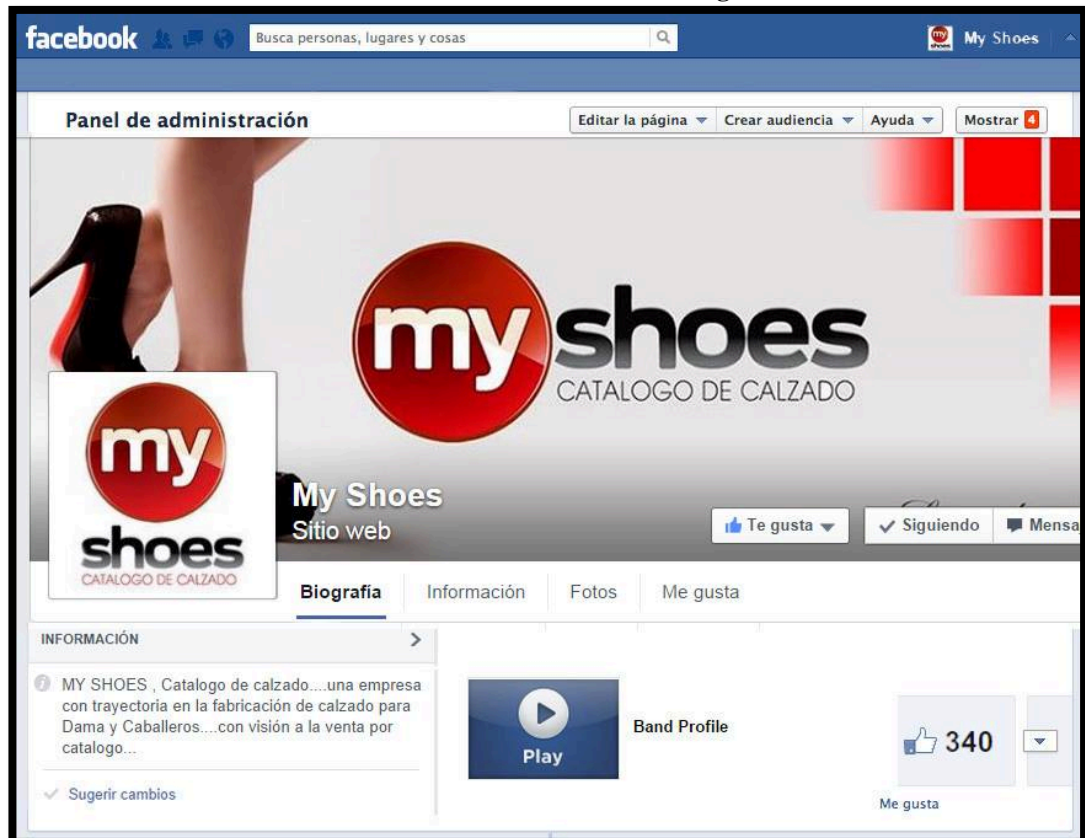 facebook Busca personas, lugares y cosas My Shoes
Panel de administración Editar la página Crear audiencia Ayuda Mostrar 4
my shoes
CATALOGO DE CALZADO
my
shoes
CATALOGO DE CALZADO
My Shoes
Sitio web
Te gusta Siguiendo Mensa
Biografía Información Fotos Me gusta
INFORMACIÓN
MY SHOES , Catalogo de calzado....una empresa
con trayectoria en la fabricación de calzado para
Dama y Caballeros....con visión a la venta por
catalogo...
Sugerir cambios
Play
Band Profile
340
Me gusta